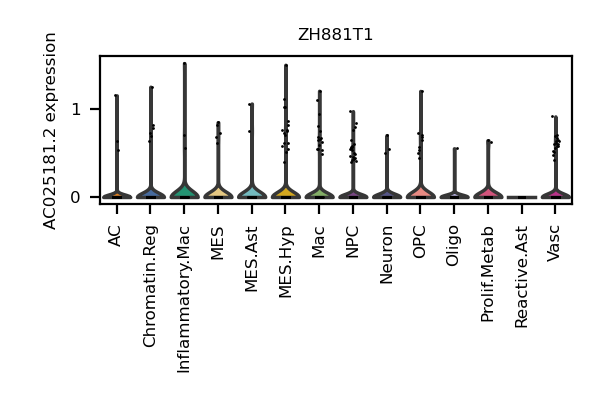 ZH881T1
AC025181.2 expression
1
0
AC
Chromatin.Reg
Inflammatory.Mac
MES
MES.Ast
MES.Hyp
Mac
NPC
Neuron
OPC
Oligo
Prolif.Metab
Reactive.Ast
Vasc